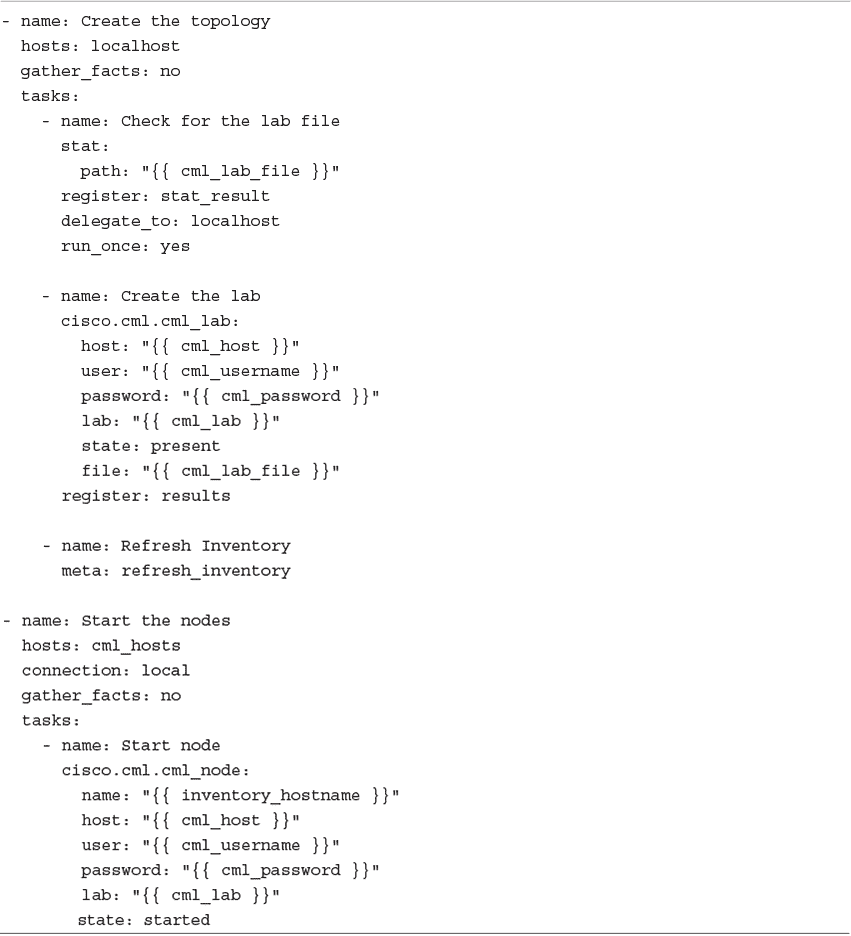 - name: Create the topology
  hosts: localhost
  gather_facts: no
  tasks:
    - name: Check for the lab file
      stat:
        path: "{{ cml_lab_file }}"
      register: stat_result
      delegate_to: localhost
      run_once: yes

    - name: Create the lab
      cisco.cml.cml_lab:
        host: "{{ cml_host }}"
        user: "{{ cml_username }}"
        password: "{{ cml_password }}"
        lab: "{{ cml_lab }}"
        state: present
        file: "{{ cml_lab_file }}"
      register: results

    - name: Refresh Inventory
      meta: refresh_inventory

- name: Start the nodes
  hosts: cml_hosts
  connection: local
  gather_facts: no
  tasks:
    - name: Start node
      cisco.cml.cml_node:
        name: "{{ inventory_hostname }}"
        host: "{{ cml_host }}"
        user: "{{ cml_username }}"
        password: "{{ cml_password }}"
        lab: "{{ cml_lab }}"
        state: started